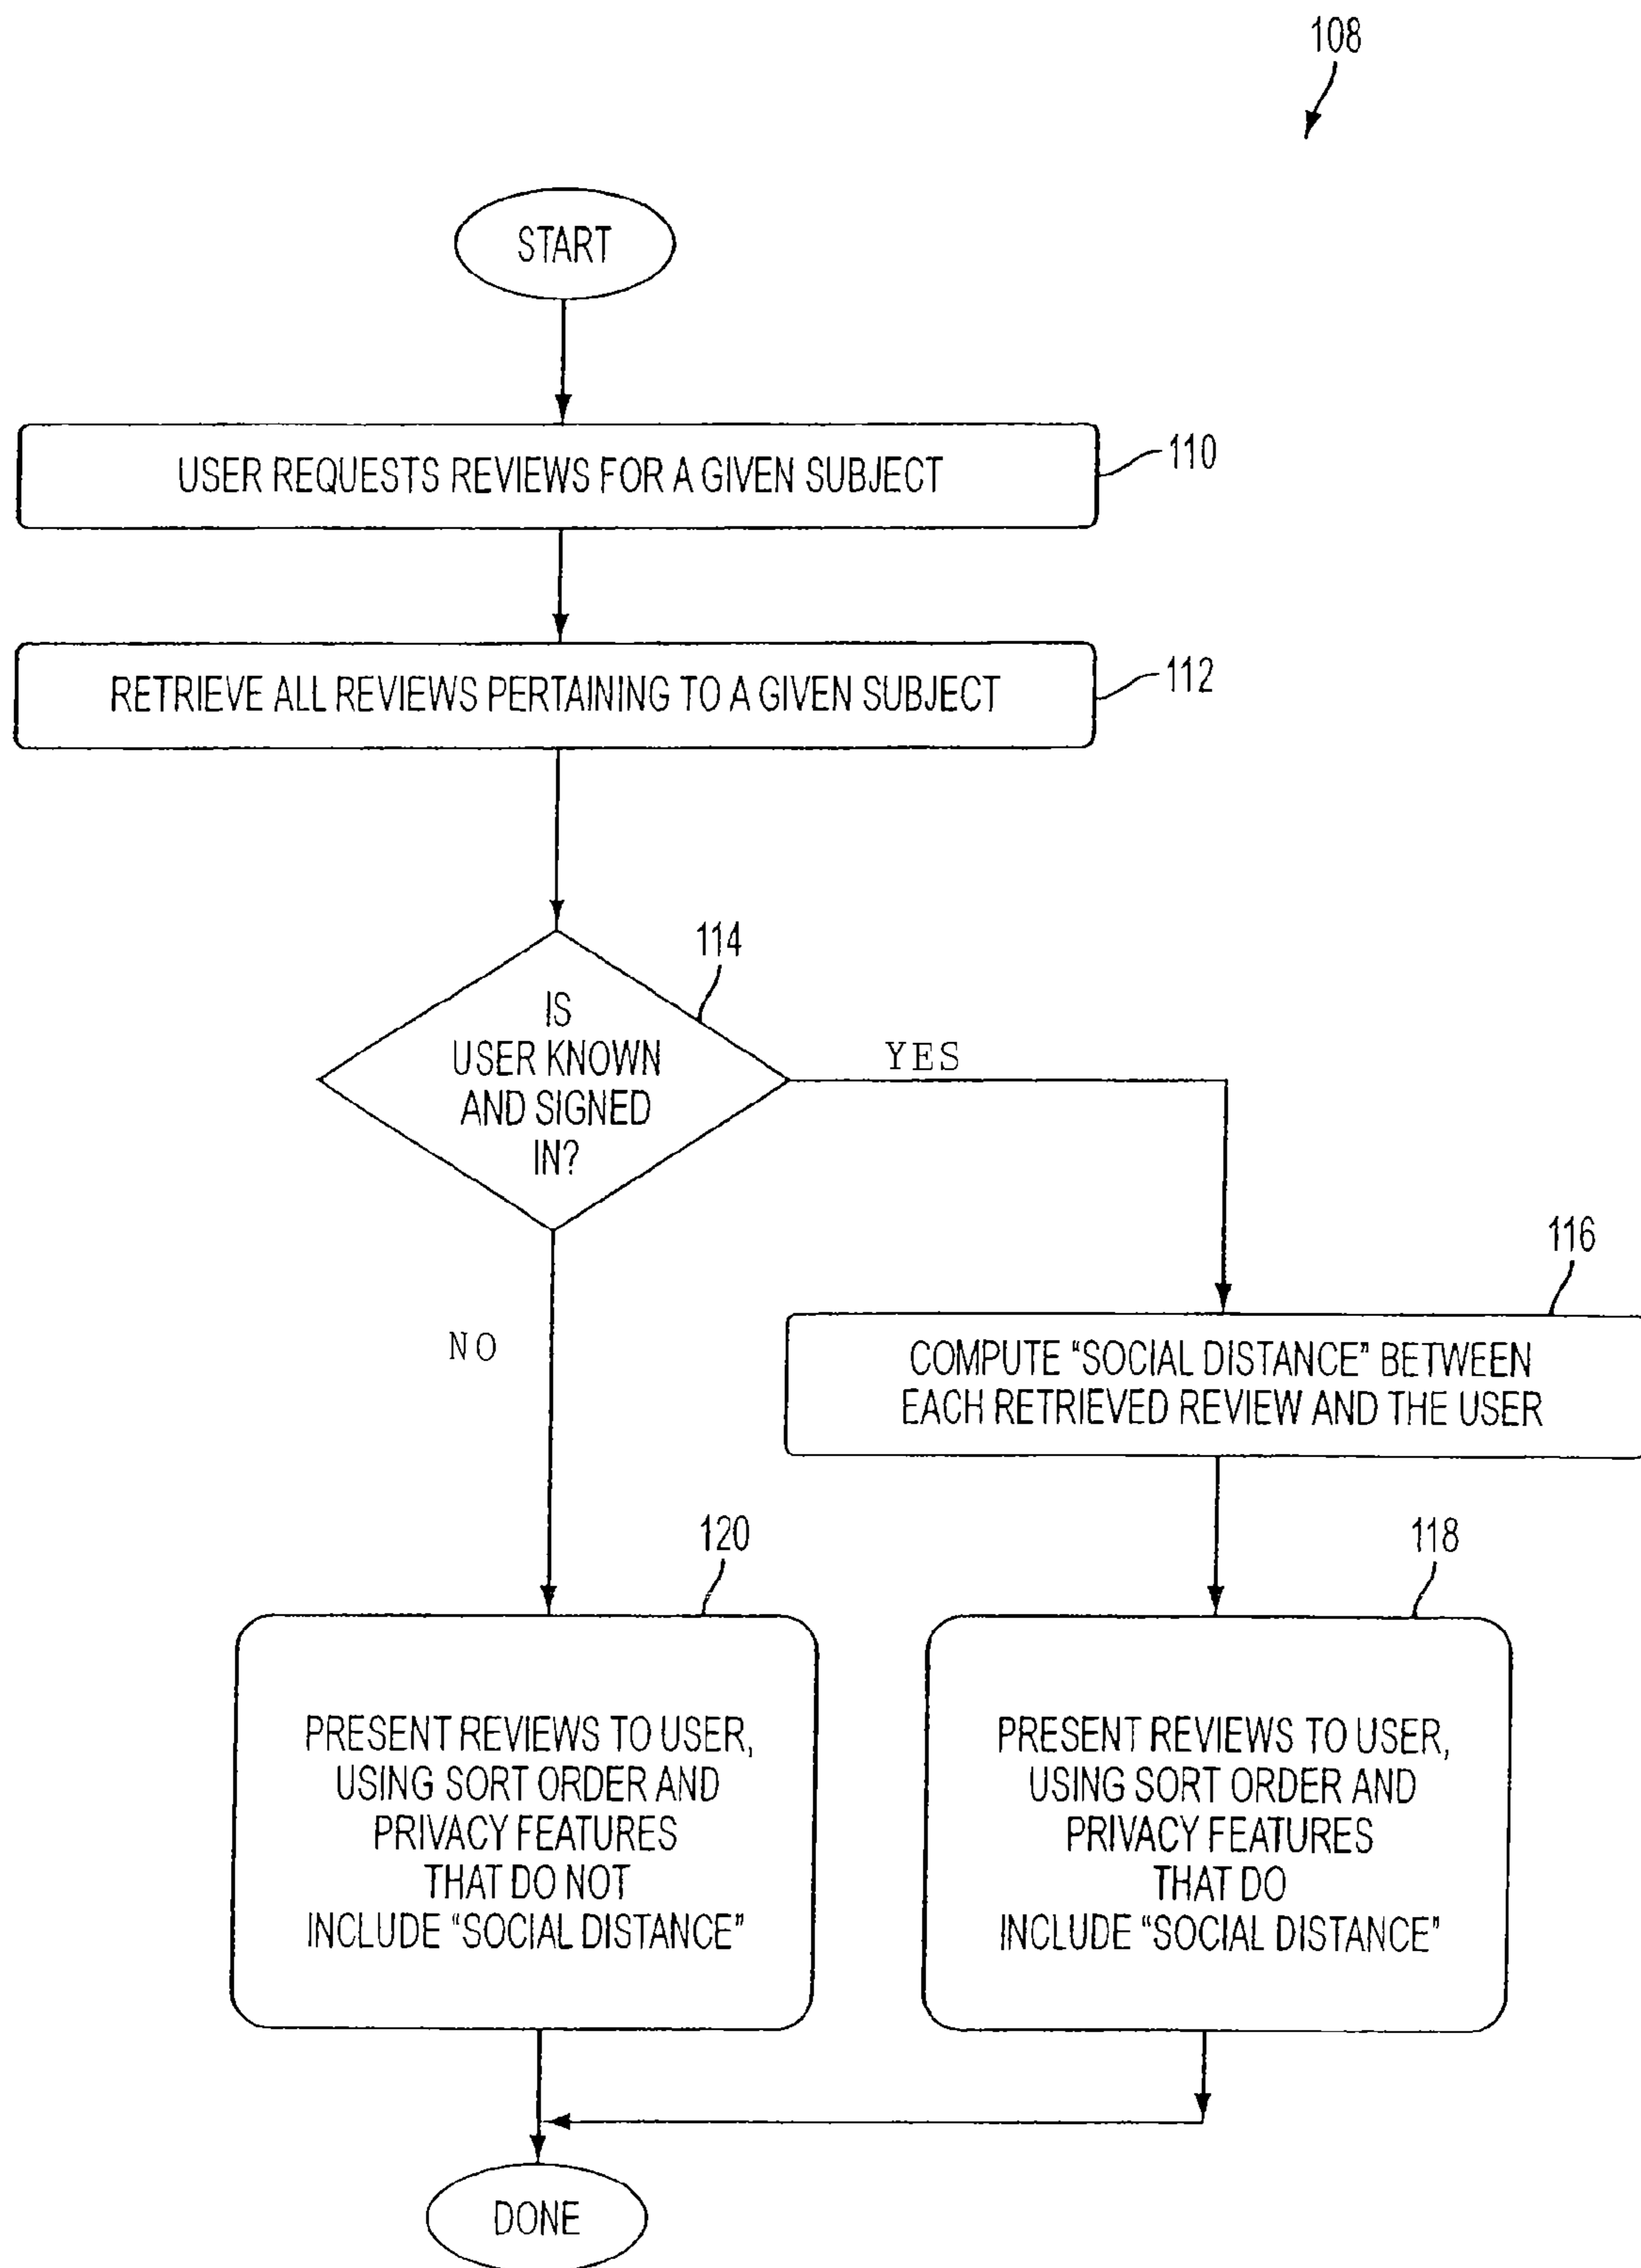 108
START
USER REQUESTS REVIEWS FOR A GIVEN SUBJECT
110
RETRIEVE ALL REVIEWS PERTAINING TO A GIVEN SUBJECT
112
114
IS
USER KNOWN
AND SIGNED
IN?
YES
NO
116
COMPUTE "SOCIAL DISTANCE" BETWEEN
EACH RETRIEVED REVIEW AND THE USER
120
PRESENT REVIEWS TO USER,
USING SORT ORDER AND
PRIVACY FEATURES
THAT DO NOT
INCLUDE "SOCIAL DISTANCE"
118
PRESENT REVIEWS TO USER,
USING SORT ORDER AND
PRIVACY FEATURES
THAT DO
INCLUDE "SOCIAL DISTANCE"
DONE